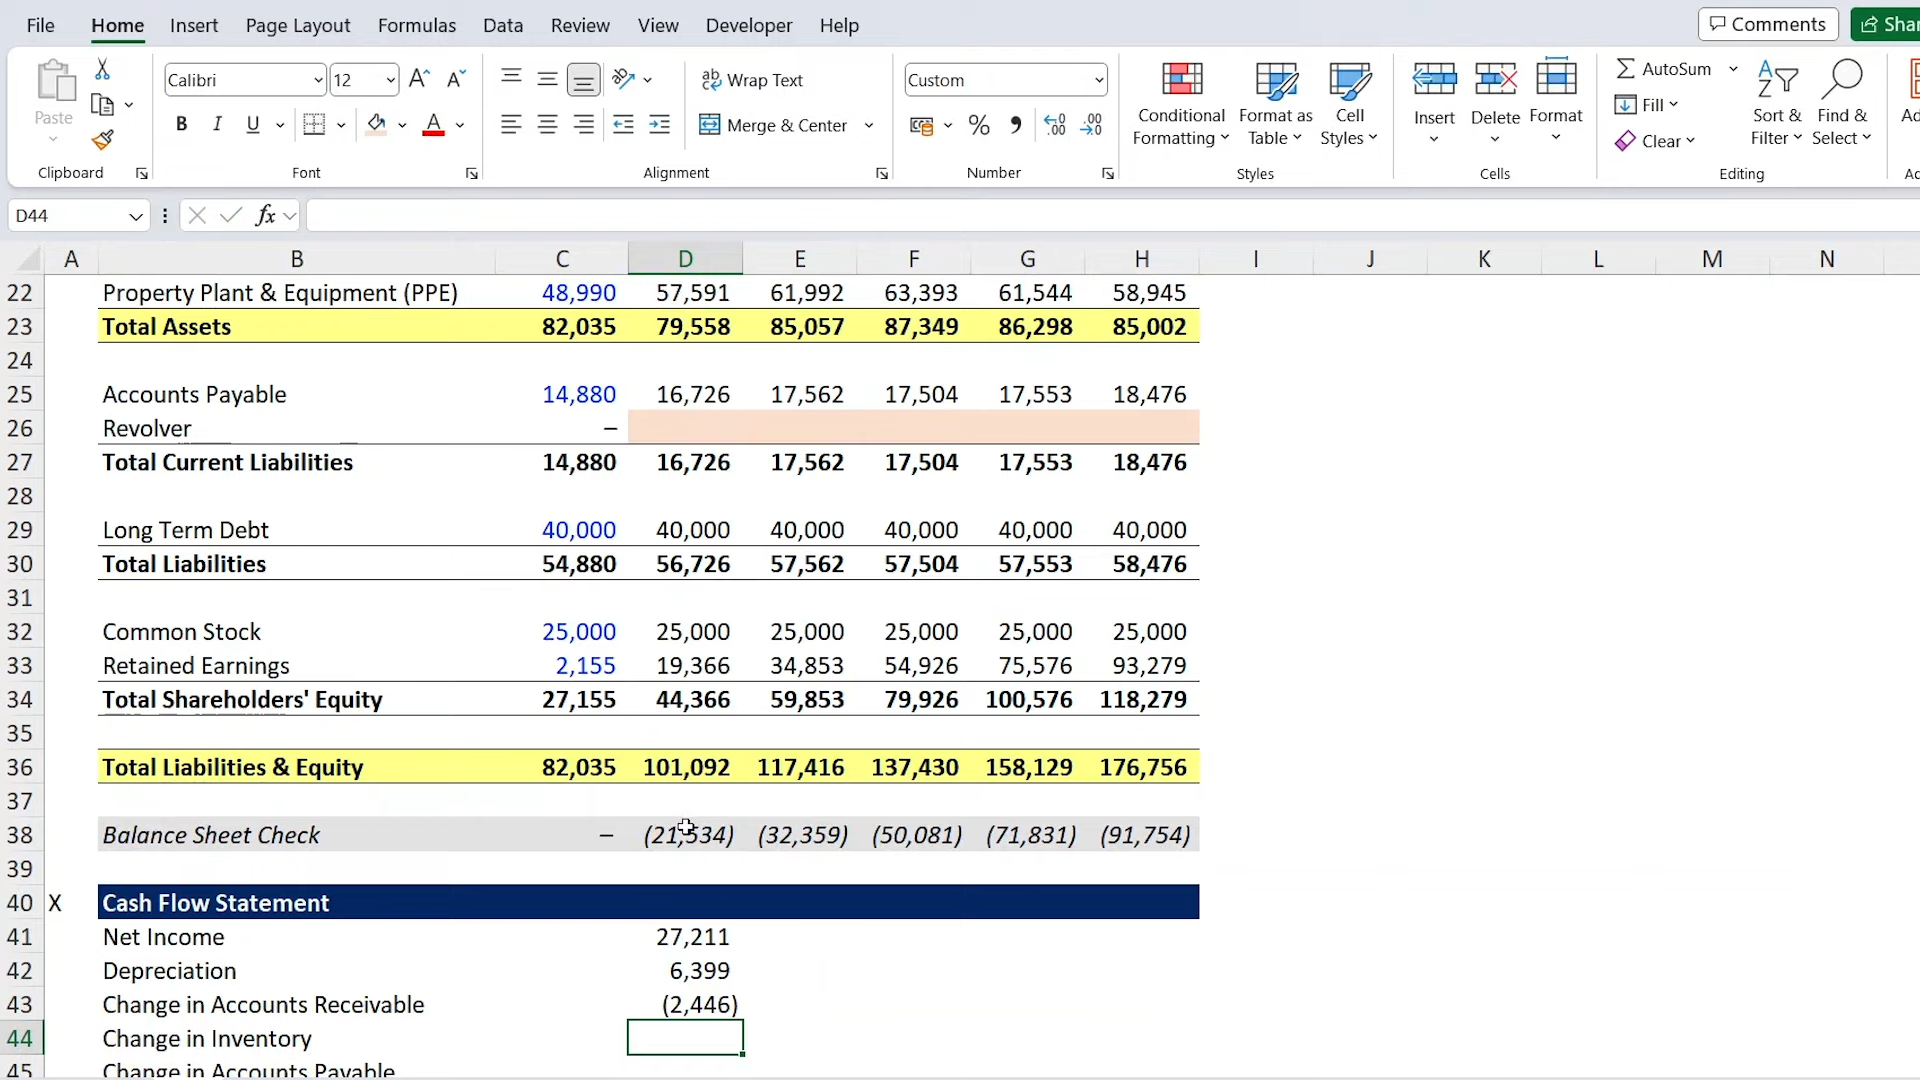 File Home Insert Page Layout Formulas Data Review View Developer Help Comments
Calibri 12 Wrap Text Custom AutoSum
Paste B I U Merge & Center % Conditional Formatting Format as Table Cell Styles Insert Delete Format Fill Clear Sort & Filter Find & Select
Clipboard Font Alignment Number Styles Cells Editing
D44 fx
A B C D E F G H I J K L M N
22 Property Plant & Equipment (PPE) 48,990 57,591 61,992 63,393 61,544 58,945
23 Total Assets 82,035 79,558 85,057 87,349 86,298 85,002
24
25 Accounts Payable 14,880 16,726 17,562 17,504 17,553 18,476
26 Revolver –
27 Total Current Liabilities 14,880 16,726 17,562 17,504 17,553 18,476
28
29 Long Term Debt 40,000 40,000 40,000 40,000 40,000 40,000
30 Total Liabilities 54,880 56,726 57,562 57,504 57,553 58,476
31
32 Common Stock 25,000 25,000 25,000 25,000 25,000 25,000
33 Retained Earnings 2,155 19,366 34,853 54,926 75,576 93,279
34 Total Shareholders' Equity 27,155 44,366 59,853 79,926 100,576 118,279
35
36 Total Liabilities & Equity 82,035 101,092 117,416 137,430 158,129 176,756
37
38 Balance Sheet Check – (21,534) (32,359) (50,081) (71,831) (91,754)
39
40 X Cash Flow Statement
41 Net Income 27,211
42 Depreciation 6,399
43 Change in Accounts Receivable (2,446)
44 Change in Inventory
45 Change in Accounts Payable